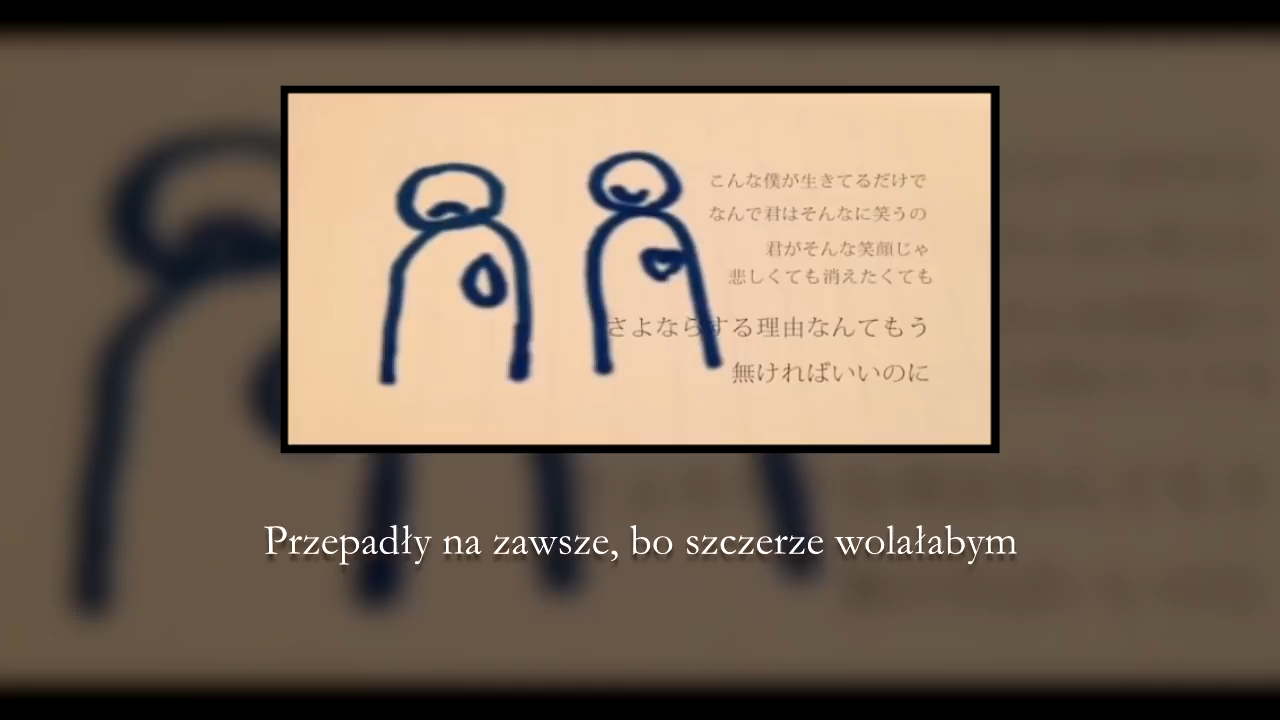 こんな僕が生きてるだけで
なんで君はそんなに笑うの
君がそんな笑顔じゃ
悲しくても消えたくても
さよならする理由なんてもう
無ければいいのに
Przepadły na zawsze, bo szczerze wolałabym